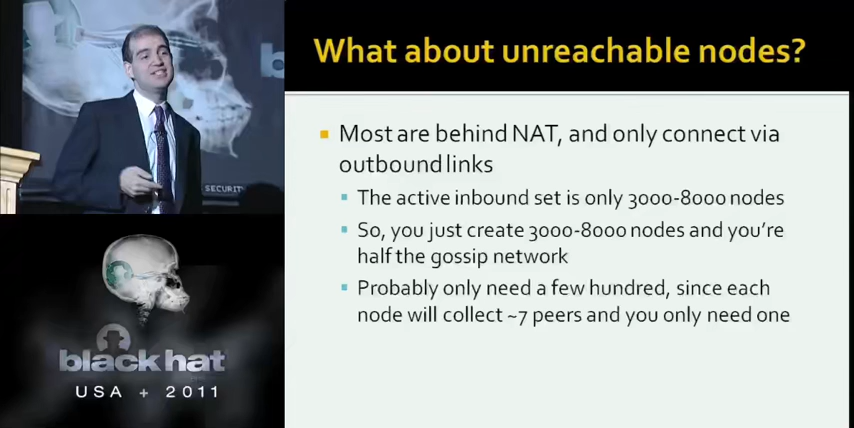 SECURITY
black hat
USA + 2011
What about unreachable nodes?
Most are behind NAT, and only connect via
outbound links
The active inbound set is only 3000-8000 nodes
So, you just create 3000-8000 nodes and you're
half the gossip network
Probably only need a few hundred, since each
node will collect ~7 peers and you only need one